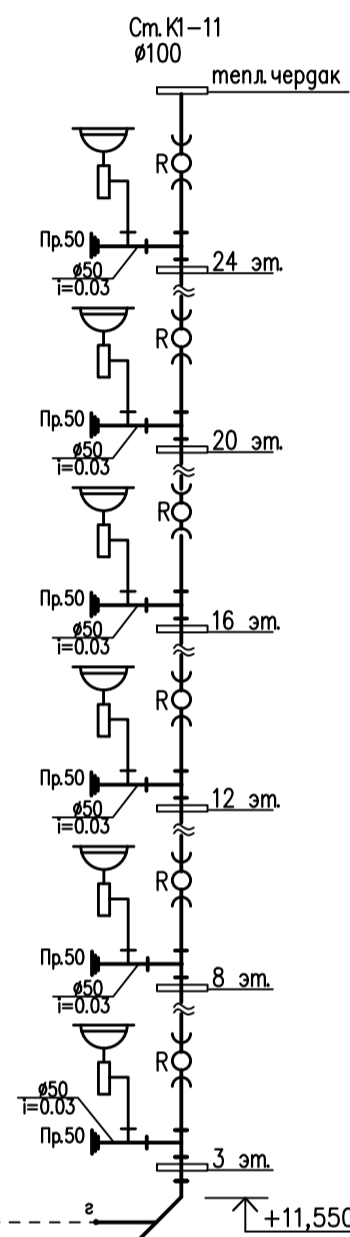 Ст. К1-11
ø100
тепл. чердак
R
Пр.50
ø50
i=0.03
24 эт.
R
Пр.50
ø50
i=0.03
20 эт.
R
Пр.50
ø50
i=0.03
16 эт.
R
Пр.50
ø50
i=0.03
12 эт.
R
Пр.50
ø50
i=0.03
8 эт.
R
ø50
i=0.03
Пр.50
3 эт.
г
+11,550